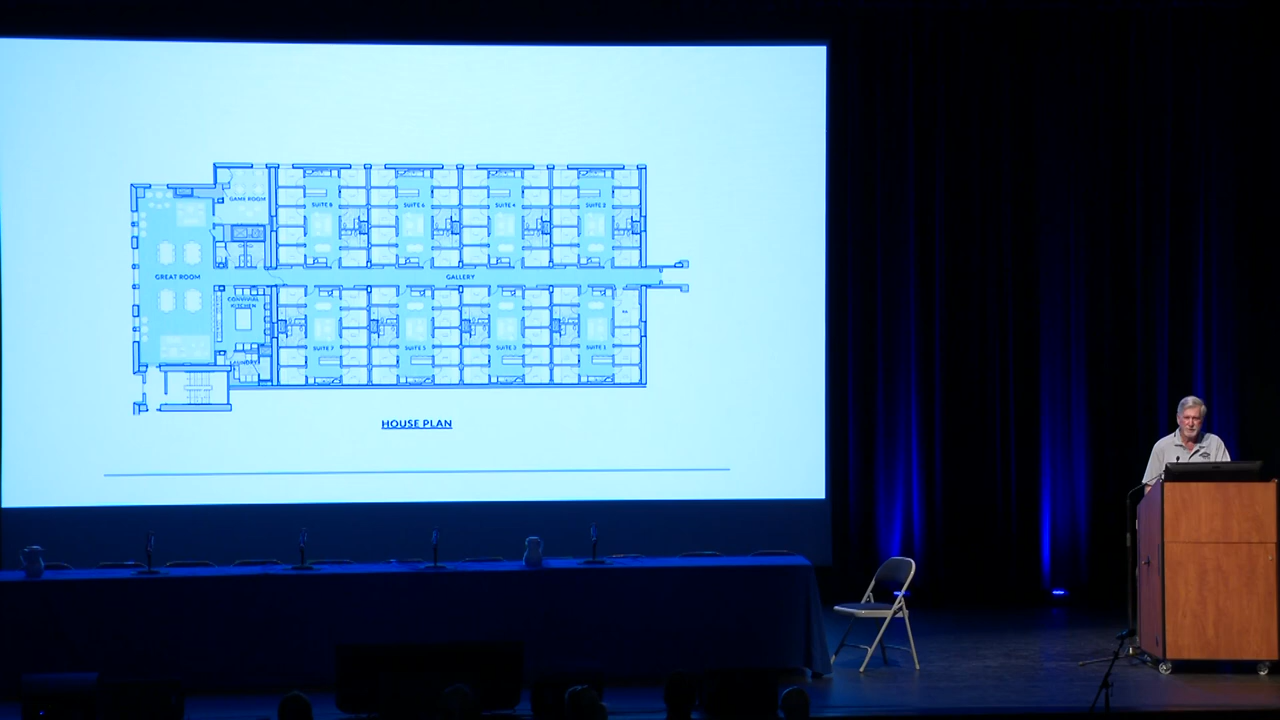 GAME ROOM
SUITE 8
SUITE 6
SUITE 4
SUITE 2
GREAT ROOM
GALLERY
CONVIVIAL
KITCHEN
SUITE 7
SUITE 5
SUITE 3
SUITE 1
LAUNDRY
HOUSE PLAN